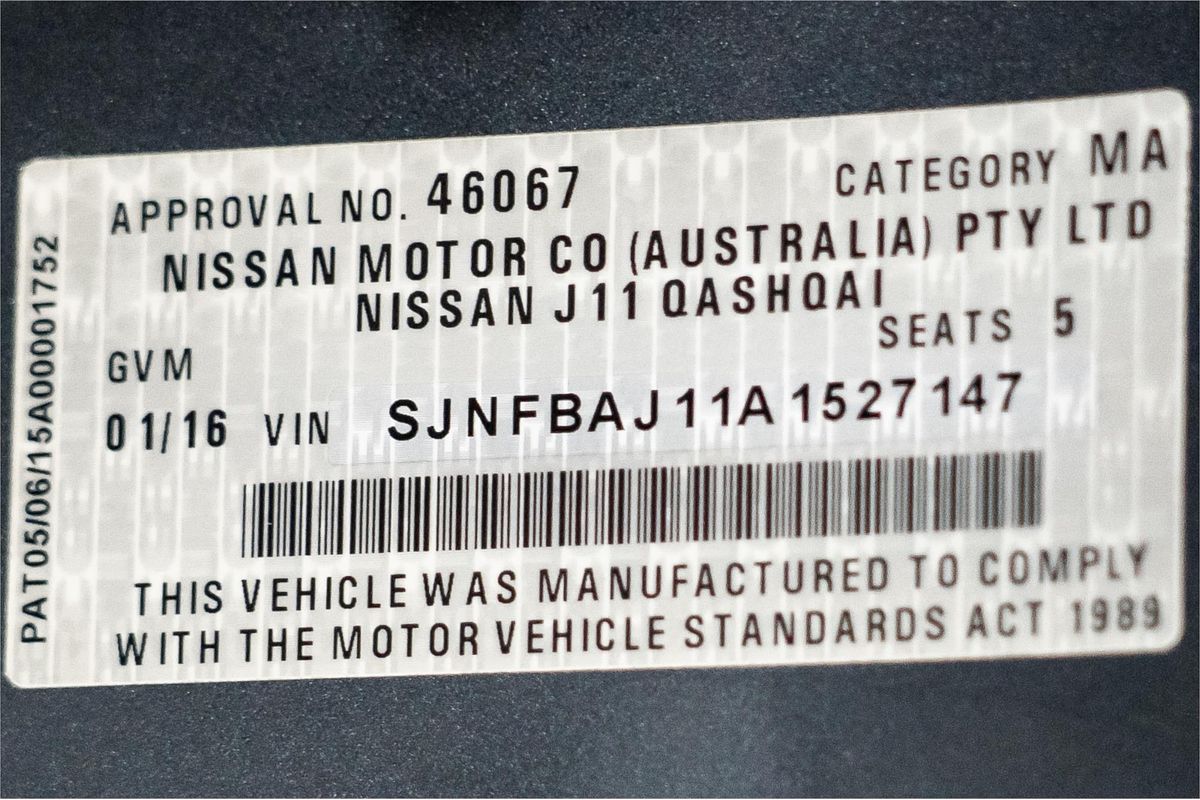 APPROVAL NO. 46067 CATEGORY MA
NISSAN MOTOR CO (AUSTRALIA) PTY LTD
NISSAN J11 QASHQAI
GVM SEATS 5
01/16 VIN SJNFBAJ11A1527147
THIS VEHICLE WAS MANUFACTURED TO COMPLY
WITH THE MOTOR VEHICLE STANDARDS ACT 1989
PAT05/06/15A00001752